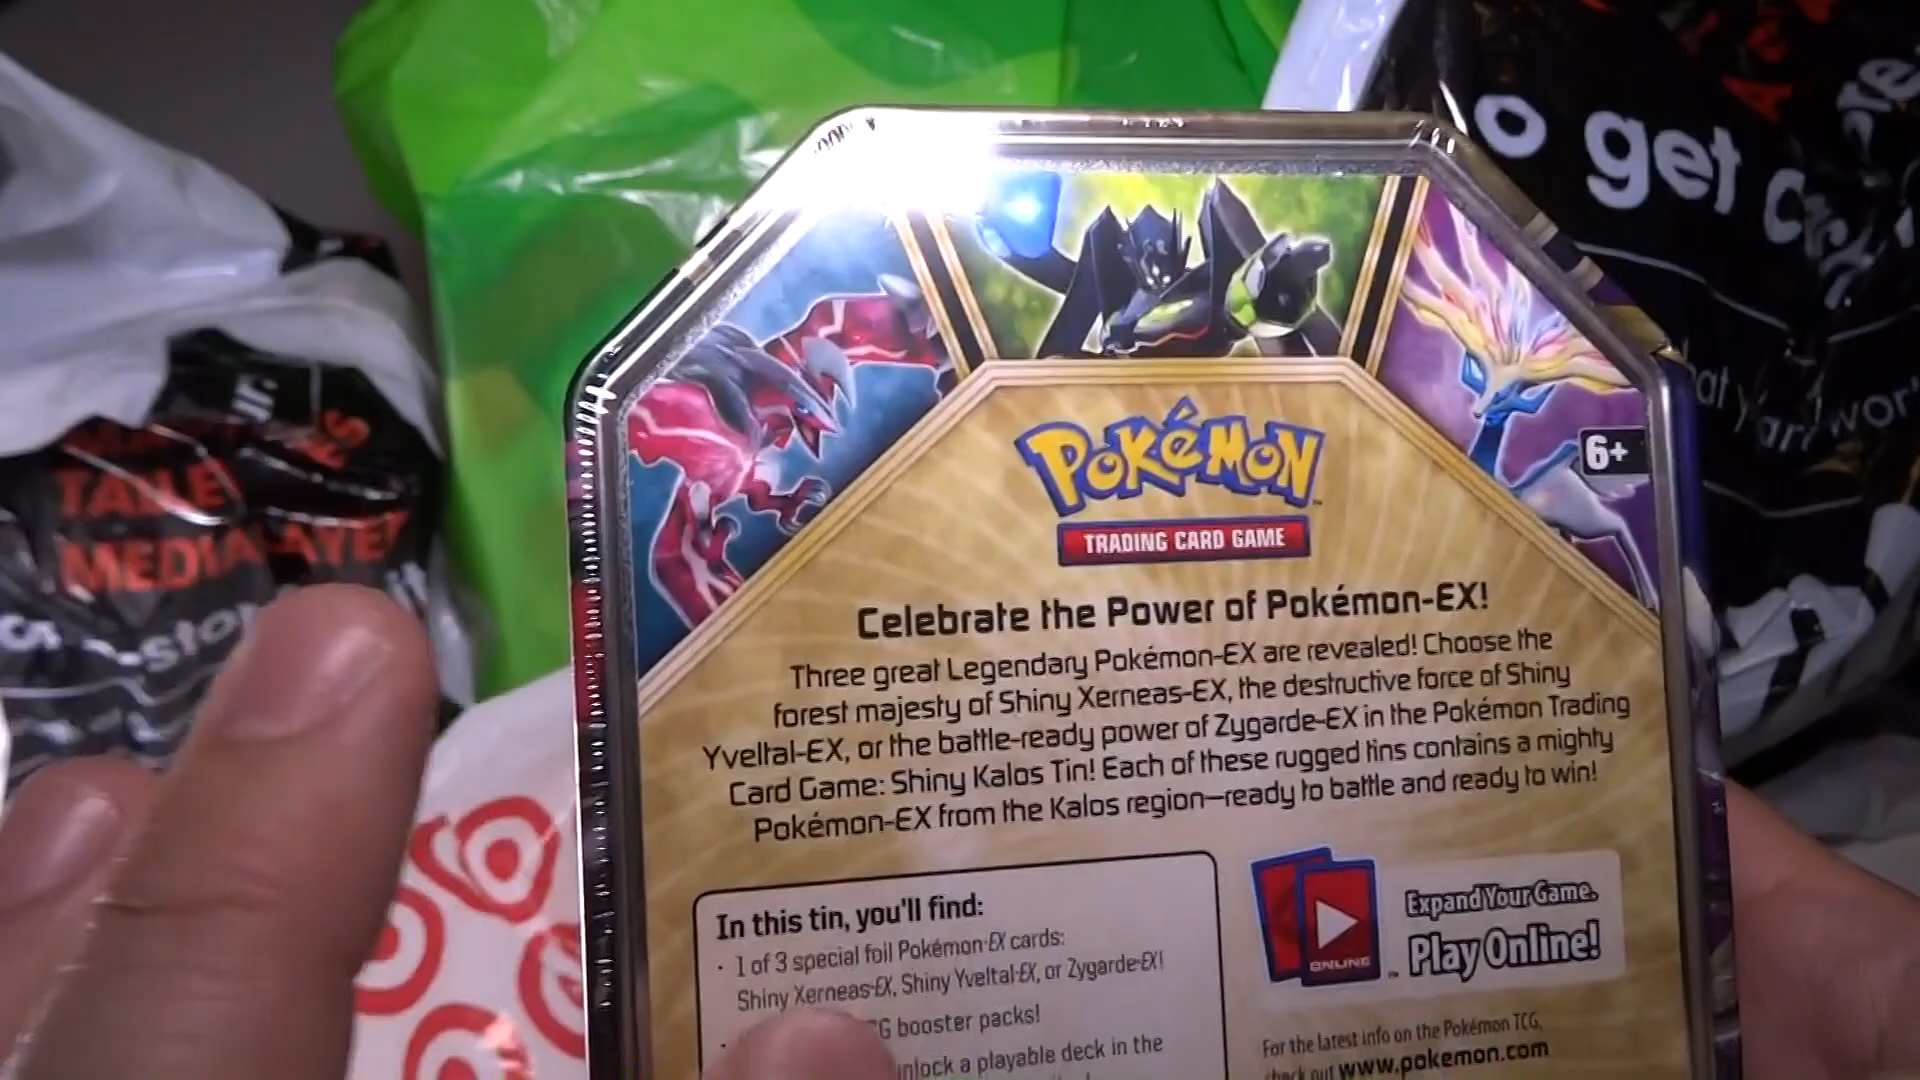 o get
TABLE
MEDIA
-stor
6+
POKéMON
TRADING CARD GAME
Celebrate the Power of Pokémon-EX!
Three great Legendary Pokémon-EX are revealed! Choose the
forest majesty of Shiny Xerneas-EX, the destructive force of Shiny
Yveltal-EX, or the battle-ready power of Zygarde-EX in the Pokémon Trading
Card Game: Shiny Kalos Tin! Each of these rugged tins contains a mighty
Pokémon-EX from the Kalos region—ready to battle and ready to win!
In this tin, you'll find:
· 1 of 3 special foil Pokémon-EX cards:
Shiny Xerneas-EX, Shiny Yveltal-EX, or Zygarde-EX!
· CG booster packs!
unlock a playable deck in the
ONLINE
Expand Your Game.
Play Online!
For the latest info on the Pokémon TCG,
check out www.pokemon.com